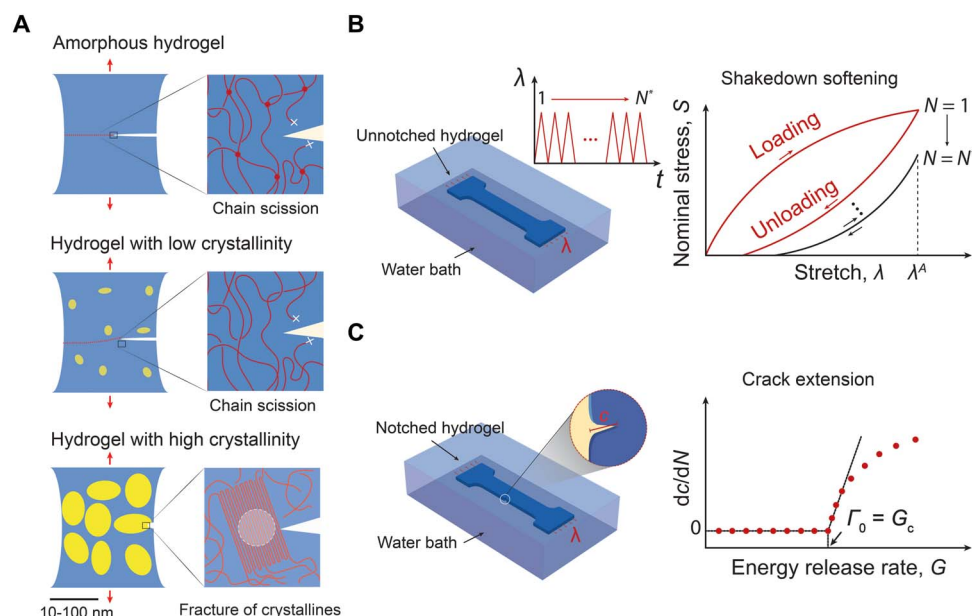 A
Amorphous hydrogel
Chain scission
Hydrogel with low crystallinity
Chain scission
Hydrogel with high crystallinity
10-100 nm
Fracture of crystallines
B
λ
1
N*
...
t
Unnotched hydrogel
λ
Water bath
Shakedown softening
Nominal stress, S
Loading
Unloading
N = 1
N = N
Stretch, λ
λᴬ
C
c
Notched hydrogel
λ
Water bath
Crack extension
dc/dN
0
Γ₀ = G꜀
Energy release rate, G